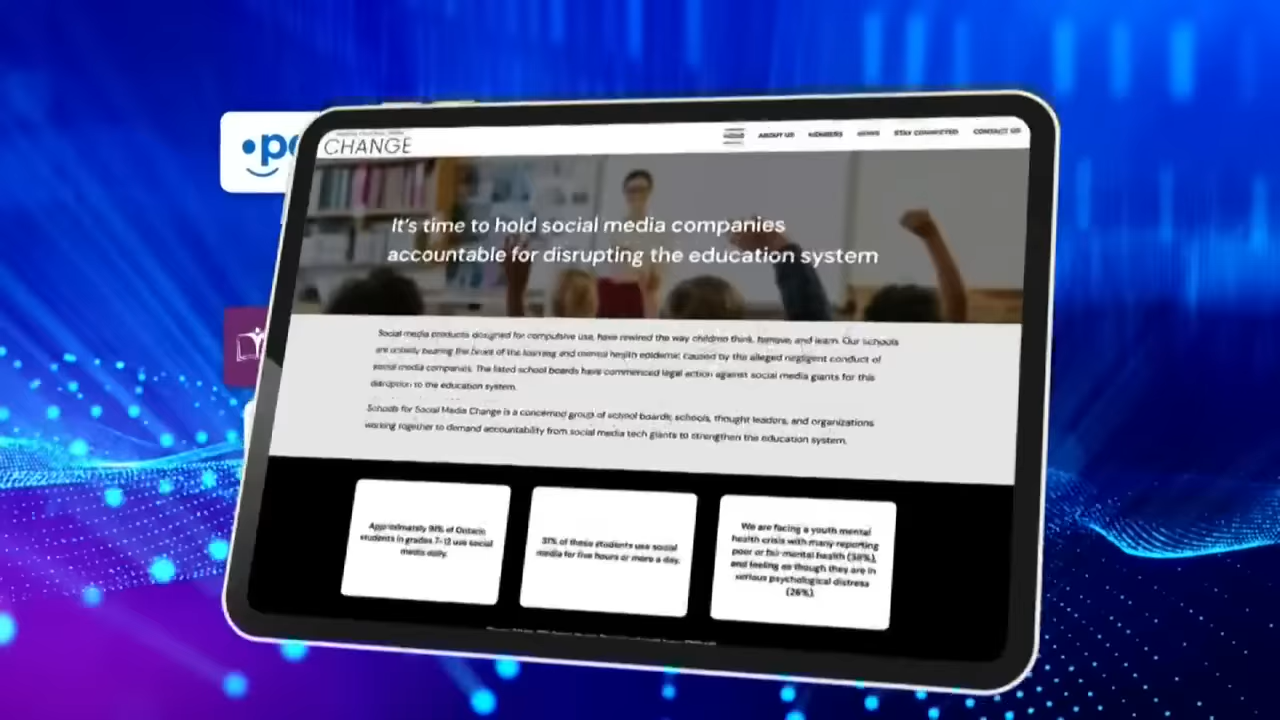 CHANGE
ABOUT US
MEMBERS
NEWS
STAY CONNECTED
CONTACT US
It's time to hold social media companies
accountable for disrupting the education system
Social media products designed for compulsive use, have rewired the way children think, behave, and learn. Our schools
are unfairly bearing the brunt of the learning and mental health epidemic caused by the alleged negligent conduct of
social media companies. The listed school boards have commenced legal action against social media giants for this
disruption to the education system.
Schools for Social Media Change is a concerned group of school boards, schools, thought leaders, and organizations
working together to demand accountability from social media tech giants to strengthen the education system.
Approximately of Ontario
students in grades 7-12 use social
media daily.
31% of these students use social
media for five hours or more a day.
We are facing a youth mental
health crisis with many reporting
poor or fair mental health (38%),
and feeling as though they are in
serious psychological distress
(26%).